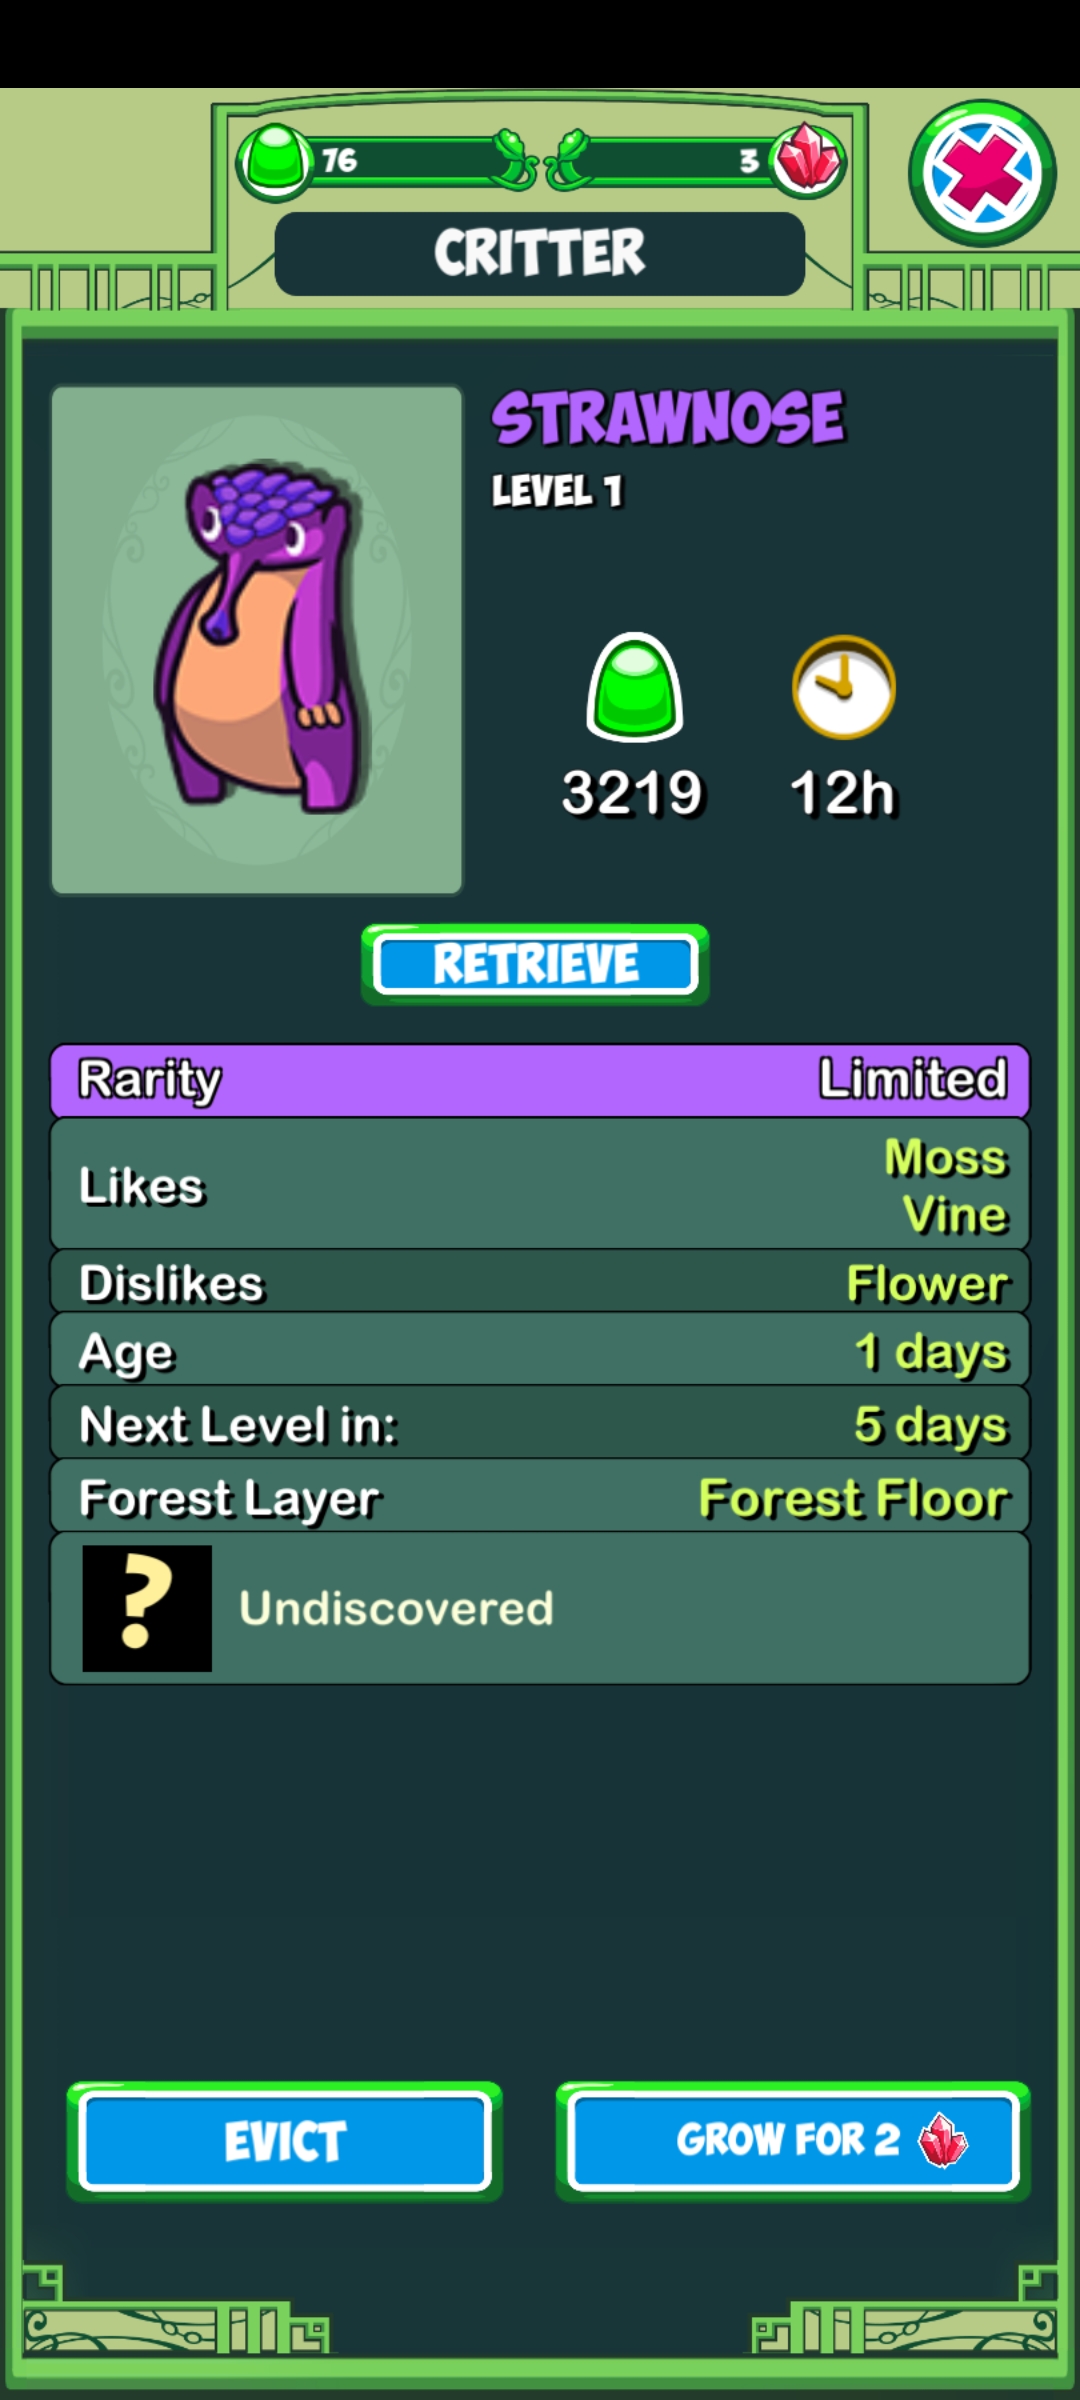 76
3
CRITTER
STRAWNOSE
LEVEL 1
3219
12h
RETRIEVE
Rarity Limited
Likes Moss
Vine
Dislikes Flower
Age 1 days
Next Level in: 5 days
Forest Layer Forest Floor
? Undiscovered
EVICT
GROW FOR 2